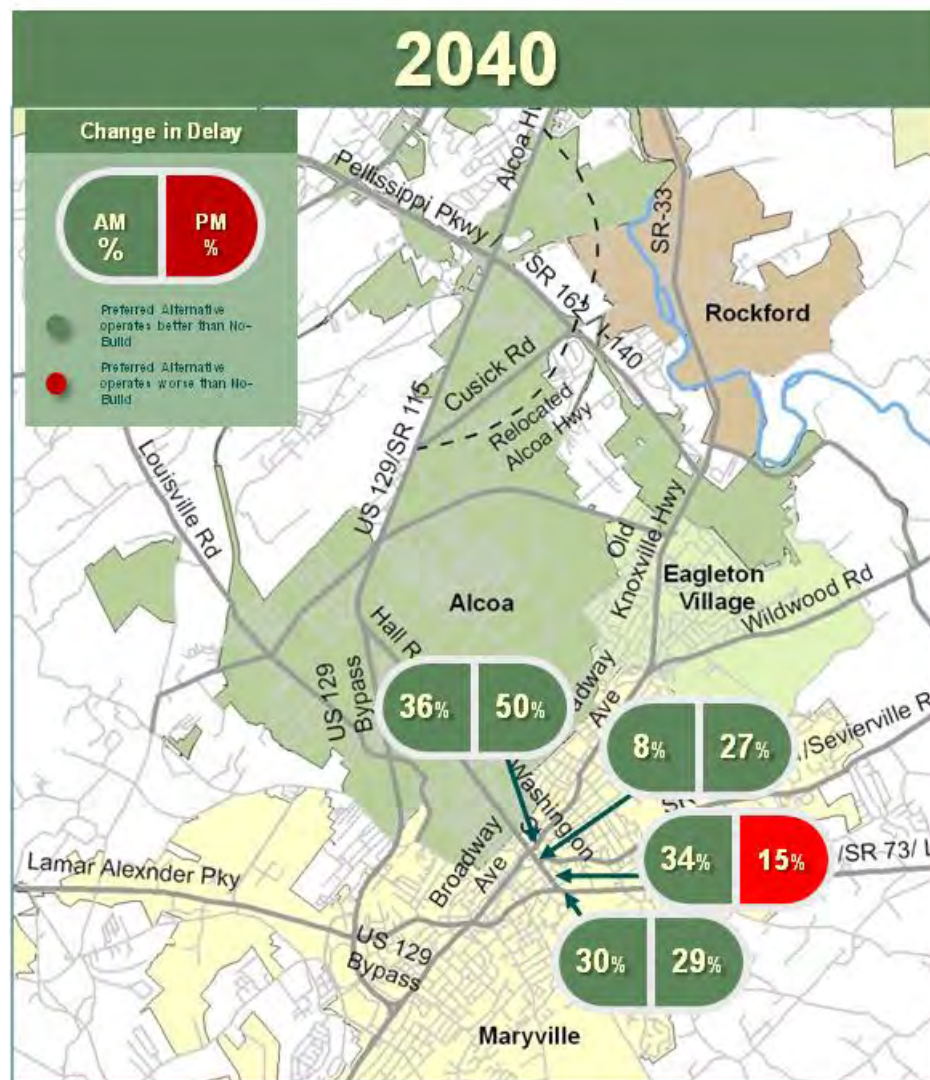 2040
Change in Delay
AM
%
PM
%
Preferred Alternative
operates better than No-
Build
Preferred Alternative
operates worse than No-
Build
Alcoa H
Pellissippi Pkwy
SR-33
SR 162 /I-140
Rockford
Cusick Rd
Relocated
Alcoa Hwy
US 129/SR 115
Louisville Rd
Old
Knoxville Hwy
Eagleton
Village
Wildwood Rd
Alcoa
Hall R
US 129
Bypass
adway
Ave
36%
50%
8%
27%
/Sevierville R
SR
Washington
34%
15%
/SR 73/ L
Lamar Alexnder Pky
Broadway
Ave
US 129
Bypass
30%
29%
Maryville